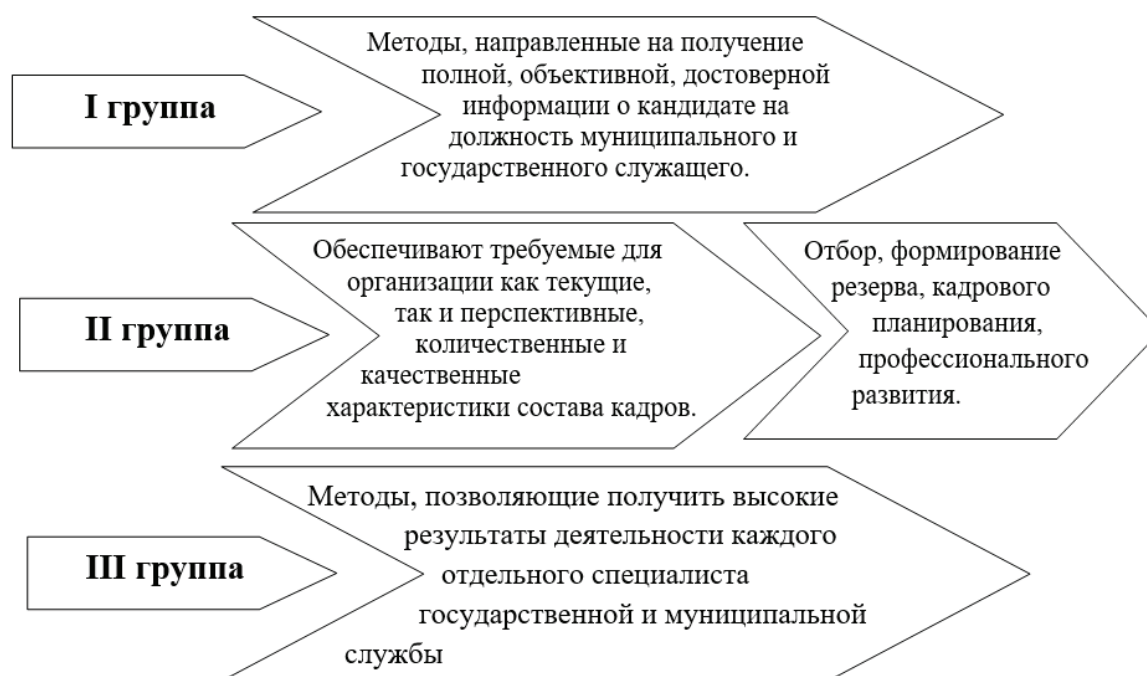 I группа
Методы, направленные на получение
полной, объективной, достоверной
информации о кандидате на
должность муниципального и
государственного служащего.
II группа
Обеспечивают требуемые для
организации как текущие,
так и перспективные,
количественные и
качественные
характеристики состава кадров.
Отбор, формирование
резерва, кадрового
планирования,
профессионального
развития.
III группа
Методы, позволяющие получить высокие
результаты деятельности каждого
отдельного специалиста
государственной и муниципальной
службы